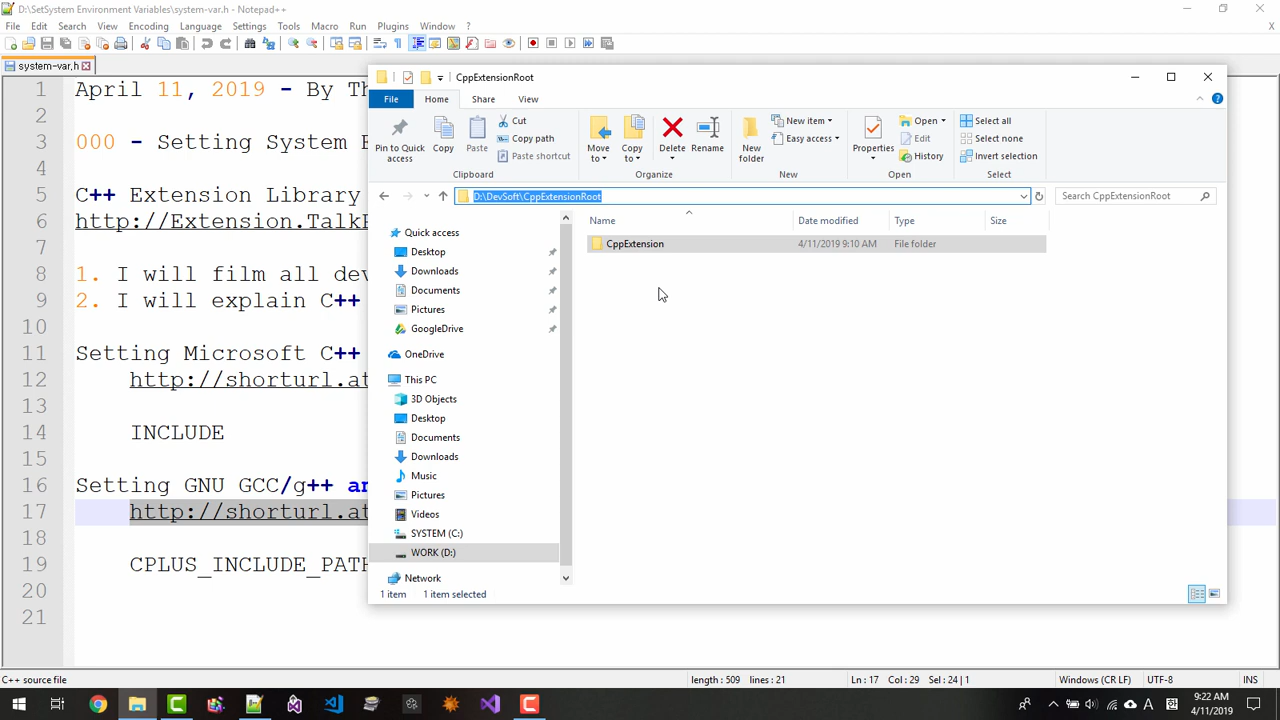 D:\SetSystem Environment Variables\system-var.h - Notepad++
File Edit Search View Encoding Language Settings Tools Macro Run Plugins Window ? X
system-var.h
1 April 11, 2019 - By Th
2
3 000 - Setting System E
4
5 C++ Extension Library
6 http://Extension.TalkP
7
8 1. I will film all dev
9 2. I will explain C++
10
11 Setting Microsoft C++
12 http://shorturl.at
13
14 INCLUDE
15
16 Setting GNU GCC/g++ an
17 http://shorturl.at
18
19 CPLUS_INCLUDE_PATH
20
21
CppExtensionRoot
File Home Share View
Pin to Quick access
Copy
Paste
Cut
Copy path
Paste shortcut
Clipboard
Move to
Copy to
Delete
Rename
Organize
New folder
New item
Easy access
New
Properties
Open
Edit
History
Open
Select all
Select none
Invert selection
Select
D:\DevSoft\CppExtensionRoot
Search CppExtensionRoot
Name Date modified Type Size
CppExtension 4/11/2019 9:10 AM File folder
Quick access
Desktop
Downloads
Documents
Pictures
GoogleDrive
OneDrive
This PC
3D Objects
Desktop
Documents
Downloads
Music
Pictures
Videos
SYSTEM (C:)
WORK (D:)
Network
1 item 1 item selected
C++ source file length : 509 lines : 21 Ln : 17 Col : 29 Sel : 24 | 1 Windows (CR LF) UTF-8 INS
A
9:22 AM
4/11/2019